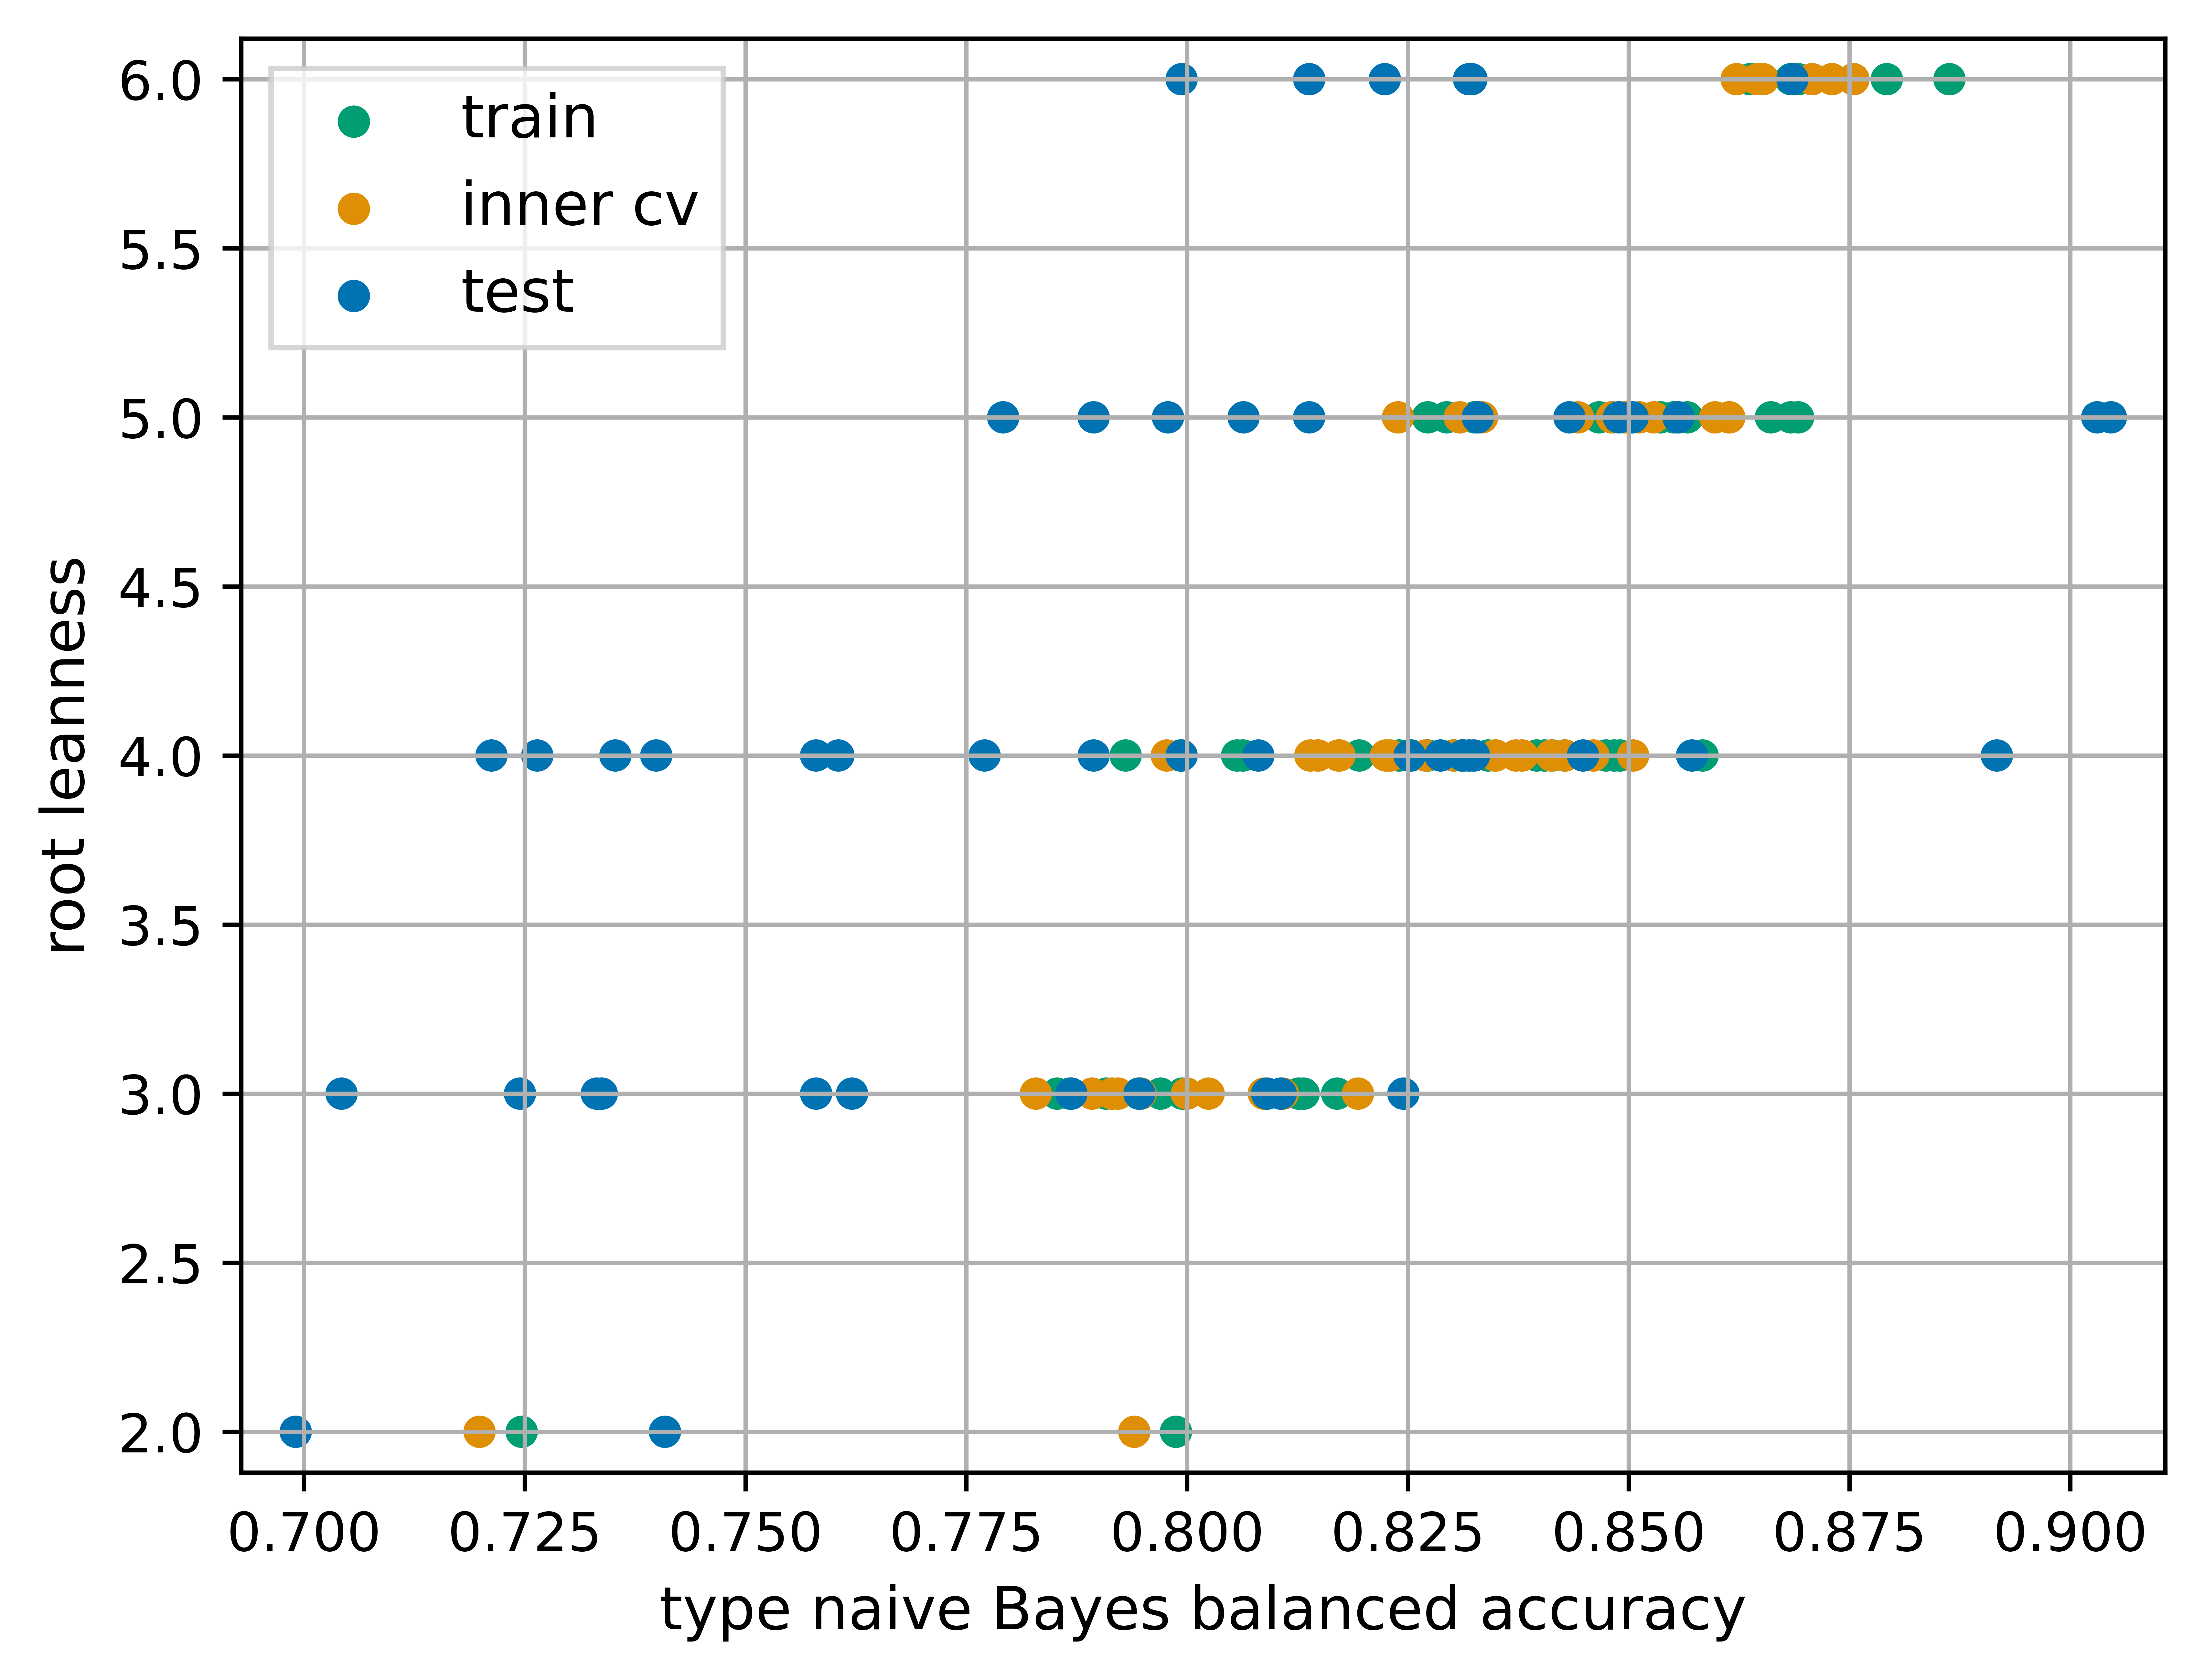 train
inner cv
test
6.0
5.5
5.0
4.5
4.0
3.5
3.0
2.5
2.0
root leanness
0.700 0.725 0.750 0.775 0.800 0.825 0.850 0.875 0.900
type naive Bayes balanced accuracy